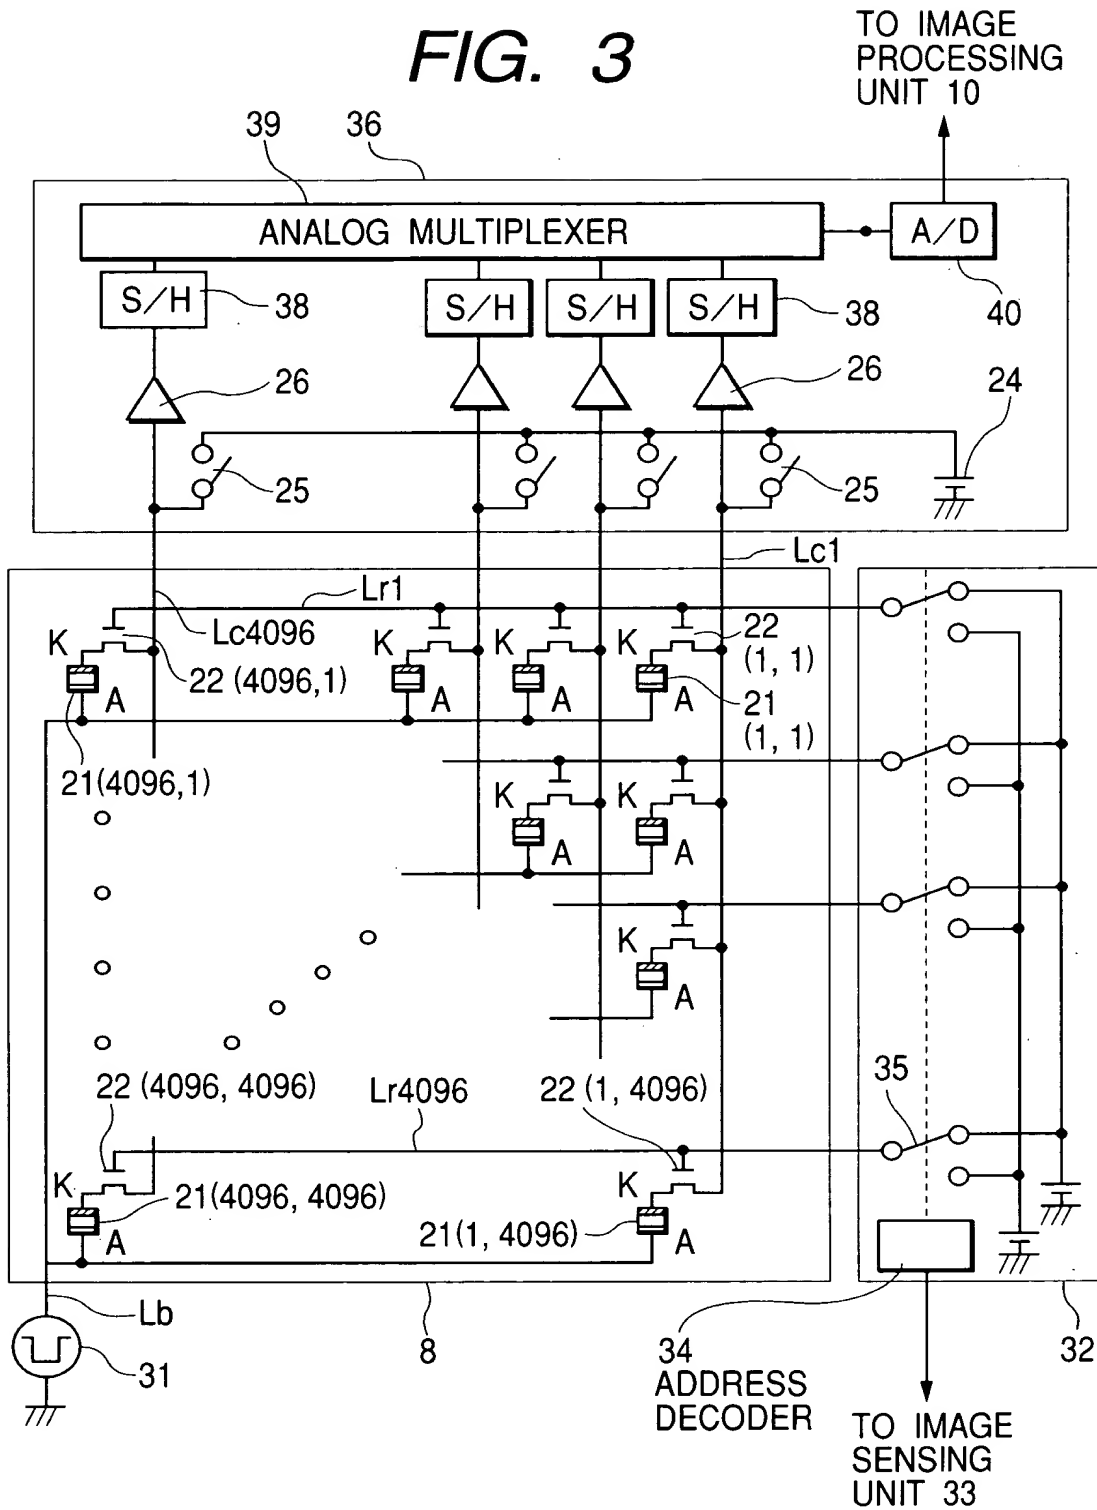 FIG. 3
TO IMAGE
PROCESSING
UNIT 10
39
36
ANALOG MULTIPLEXER
A/D
S/H
38
S/H
S/H
S/H
38
40
26
26
24
25
25
Lc1
Lr1
Lc4096
K
22 (4096,1)
A
K
A
K
A
K
22
(1, 1)
A
21
(1, 1)
21(4096,1)
K
A
K
A
K
A
22 (4096, 4096)
Lr4096
22 (1, 4096)
35
K
21(4096, 4096)
A
K
21(1, 4096)
A
Lb
31
8
34
ADDRESS
DECODER
32
TO IMAGE
SENSING
UNIT 33